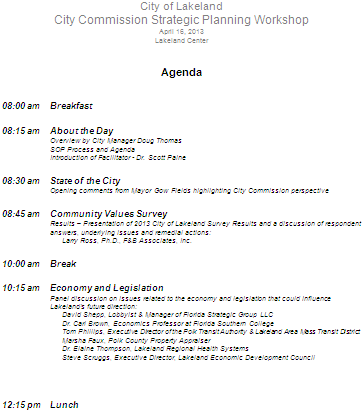 City of Lakeland
City Commission Strategic Planning Workshop
April 16, 2013
Lakeland Center
Agenda
08:00 am Breakfast
08:15 am About the Day
Overview by City Manager Doug Thomas
SOP Process and Agenda
Introduction of Facilitator - Dr. Scott Paine
08:30 am State of the City
Opening comments from Mayor Gow Fields highlighting City Commission perspective
08:45 am Community Values Survey
Results – Presentation of 2013 City of Lakeland Survey Results and a discussion of respondent
answers, underlying issues and remedial actions:
Larry Ross, Ph.D., P&E Associates, Inc.
10:00 am Break
10:15 am Economy and Legislation
Panel discussion on issues related to the economy and legislation that could influence
Lakeland's future direction:
David Shepp, Lobbyist & Manager of Florida Strategic Group LLC
Dr. Carl Brown, Economics Professor at Florida Southern College
Tom Phillips, Executive Director of the Polk Transit Authority & Lakeland Area Mass Transit District
Marsha Faux, Polk County Property Appraiser
Dr. Elaine Thompson, Lakeland Regional Health Systems
Steve Scruggs, Executive Director, Lakeland Economic Development Council
12:15 pm Lunch